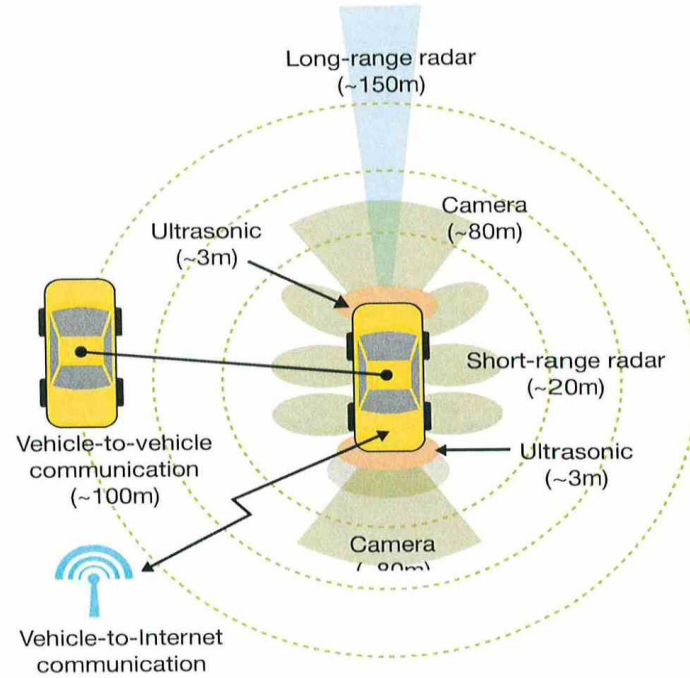 Long-range radar
(~150m)
Camera
(~80m)
Ultrasonic
(~3m)
Short-range radar
(~20m)
Vehicle-to-vehicle
communication
(~100m)
Ultrasonic
(~3m)
Camera
(~80m)
Vehicle-to-Internet
communication